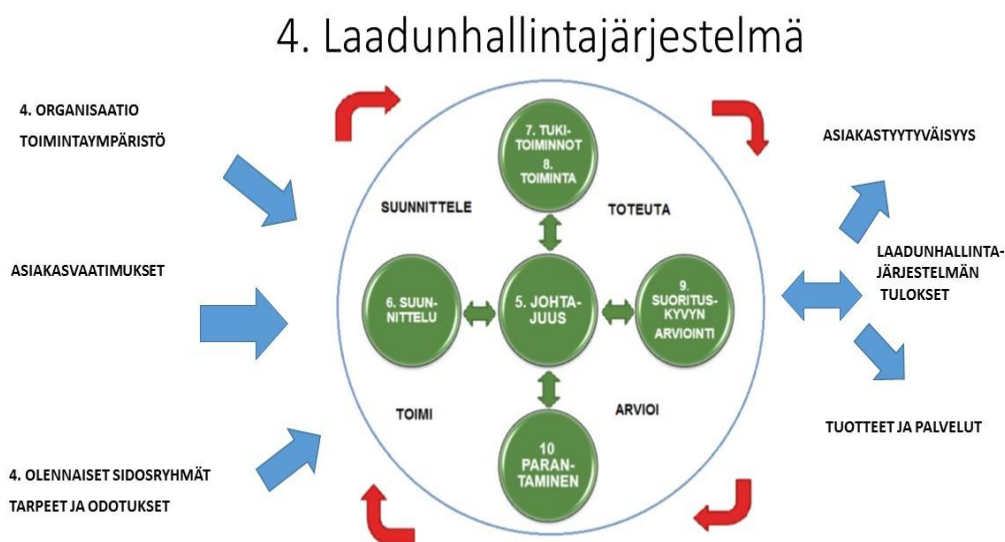 4. Laadunhallintajärjestelmä
4. ORGANISAATIO
TOIMINTAYMPÄRISTÖ
ASIAKASVAATIMUKSET
4. OLENNAISET SIDOSRYHMÄT
TARPEET JA ODOTUKSET
SUUNNITTELE
7. TUKI-
TOIMINNOT
8.
TOIMINTA
TOTEUTA
6. SUUN-
NITTELU
5. JOHTA-
JUUS
9.
SUORITUS-
KYVYN
ARVIOINTI
TOIMI
10
PARAN-
TAMINEN
ARVIOI
ASIAKASTYYTYVÄISYYS
LAADUNHALLINTA-
JÄRJESTELMÄN
TULOKSET
TUOTTEET JA PALVELUT